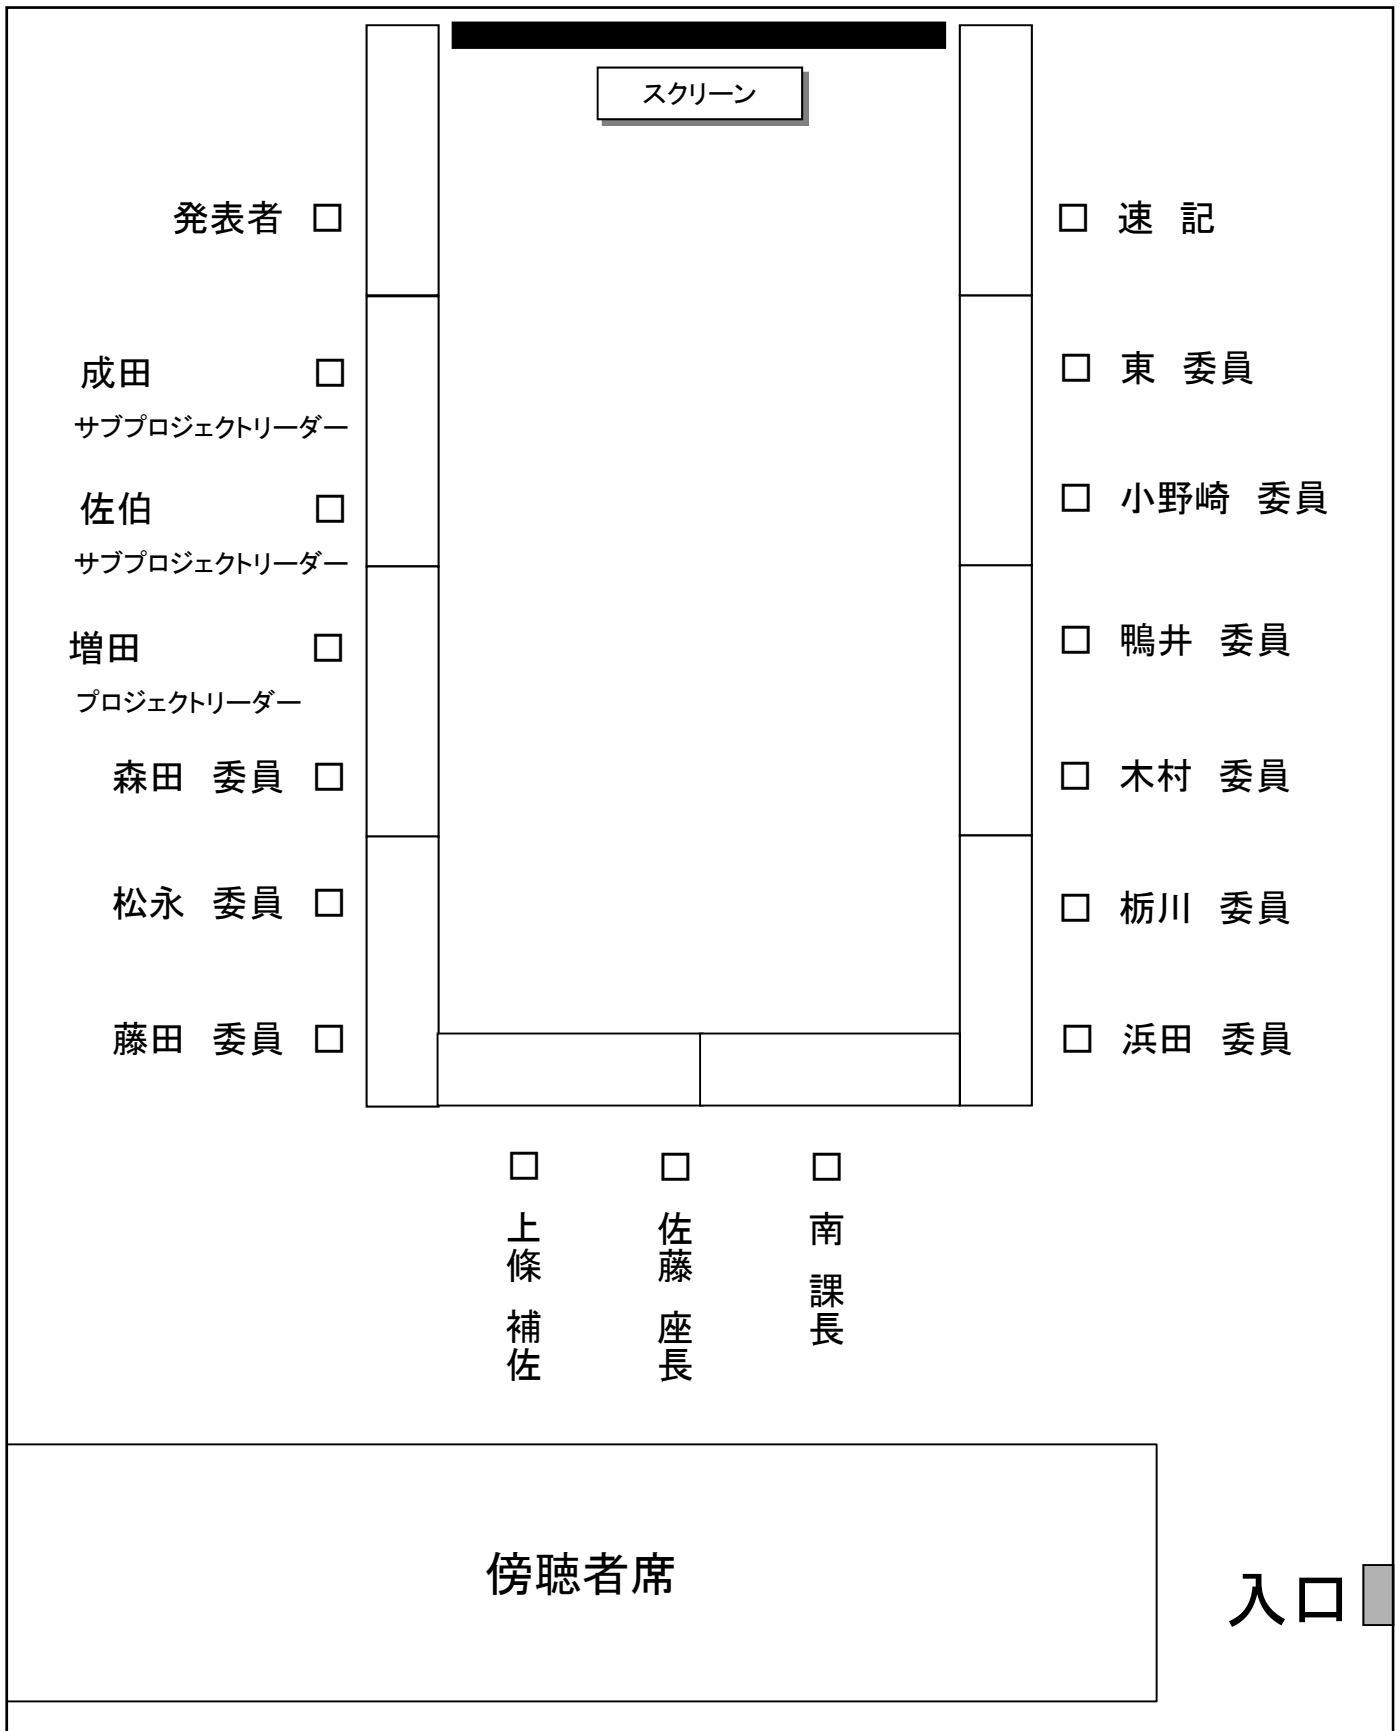 スクリーン
発表者 □
□ 速 記
成田 □
サブプロジェクトリーダー
□ 東 委員
佐伯 □
サブプロジェクトリーダー
□ 小野崎 委員
増田 □
プロジェクトリーダー
□ 鴨井 委員
森田 委員 □
□ 木村 委員
松永 委員 □
□ 栃川 委員
藤田 委員 □
□ 浜田 委員
□ 上條 補佐
□ 佐藤 座長
□ 南 課長
傍聴者席
入口